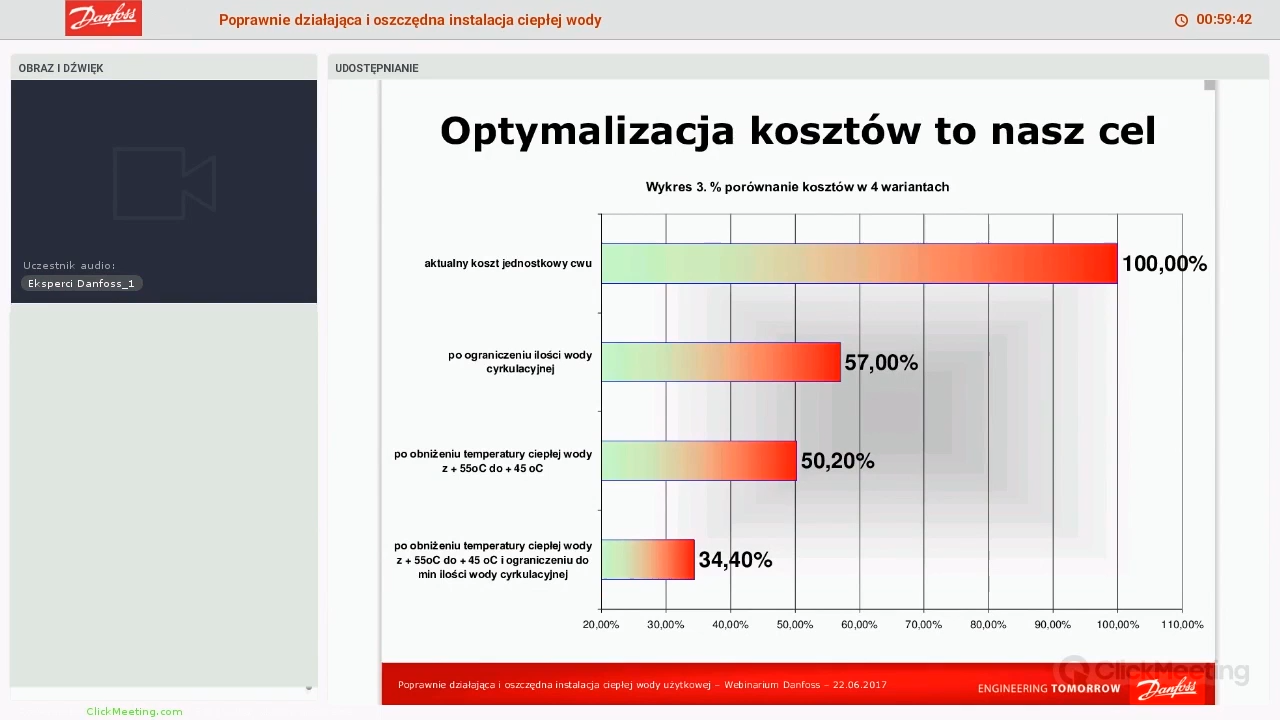 Danfoss
Poprawnie działająca i oszczędna instalacja ciepłej wody
00:59:42
OBRAZ I DŹWIĘK
UDOSTĘPNIANIE
Uczestnik audio:
Eksperci Danfoss_1
Optymalizacja kosztów to nasz cel
Wykres 3. % porównanie kosztów w 4 wariantach
aktualny koszt jednostkowy cwu
100,00%
po ograniczeniu ilości wody
cyrkulacyjnej
57,00%
po obniżeniu temperatury ciepłej wody
z + 55oC do + 45 oC
50,20%
po obniżeniu temperatury ciepłej wody
z + 55oC do + 45 oC i ograniczeniu do
min ilości wody cyrkulacyjnej
34,40%
20,00% 30,00% 40,00% 50,00% 60,00% 70,00% 80,00% 90,00% 100,00% 110,00%
Poprawnie działająca i oszczędna instalacja ciepłej wody użytkowej – Webinarium Danfoss – 22.06.2017
ENGINEERING TOMORROW
Danfoss
ClickMeeting
ClickMeeting.com